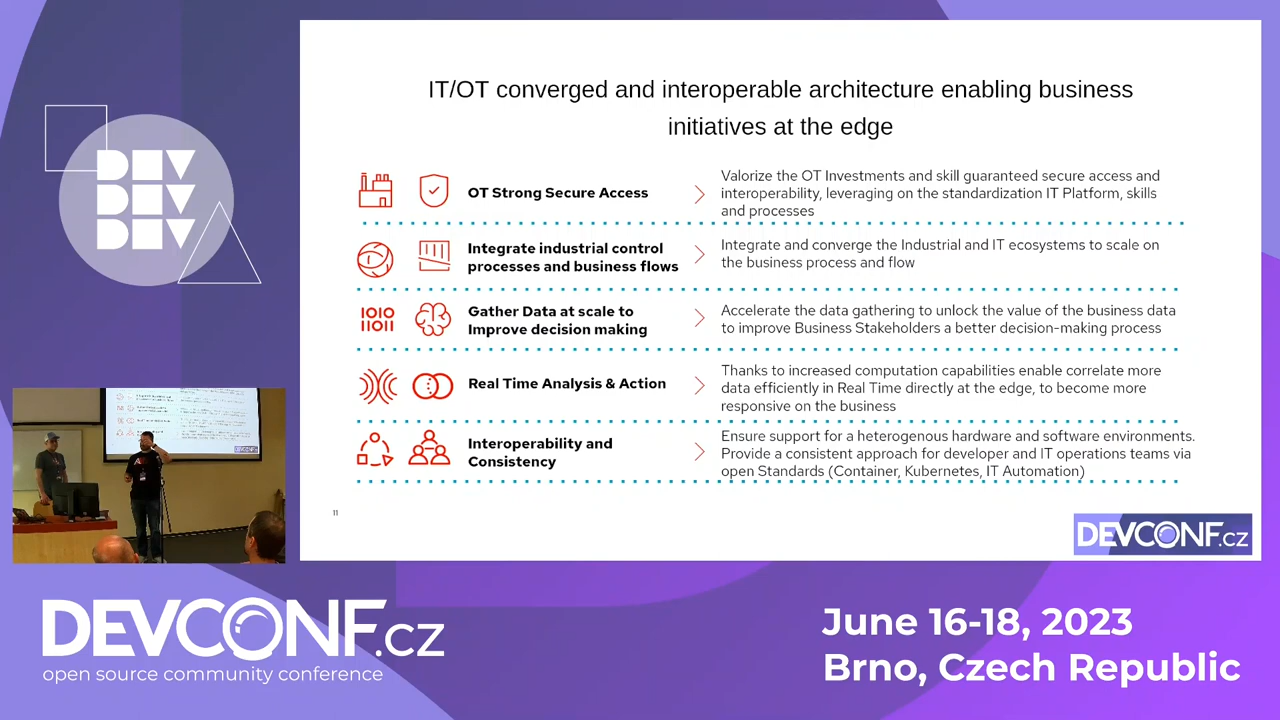 DEV
DEV
DEV
IT/OT converged and interoperable architecture enabling business
initiatives at the edge
OT Strong Secure Access
Valorize the OT Investments and skill guaranteed secure access and
interoperability, leveraging on the standardization IT Platform, skills
and processes
Integrate industrial control
processes and business flows
Integrate and converge the Industrial and IT ecosystems to scale on
the business process and flow
1010
11011
Gather Data at scale to
Improve decision making
Accelerate the data gathering to unlock the value of the business data
to improve Business Stakeholders a better decision-making process
Real Time Analysis & Action
Thanks to increased computation capabilities enable correlate more
data efficiently in Real Time directly at the edge, to become more
responsive on the business
Interoperability and
Consistency
Ensure support for a heterogenous hardware and software environments.
Provide a consistent approach for developer and IT operations teams via
open Standards (Container, Kubernetes, IT Automation)
11
DEVCONF.cz
DEVCONF.cz
open source community conference
June 16-18, 2023
Brno, Czech Republic